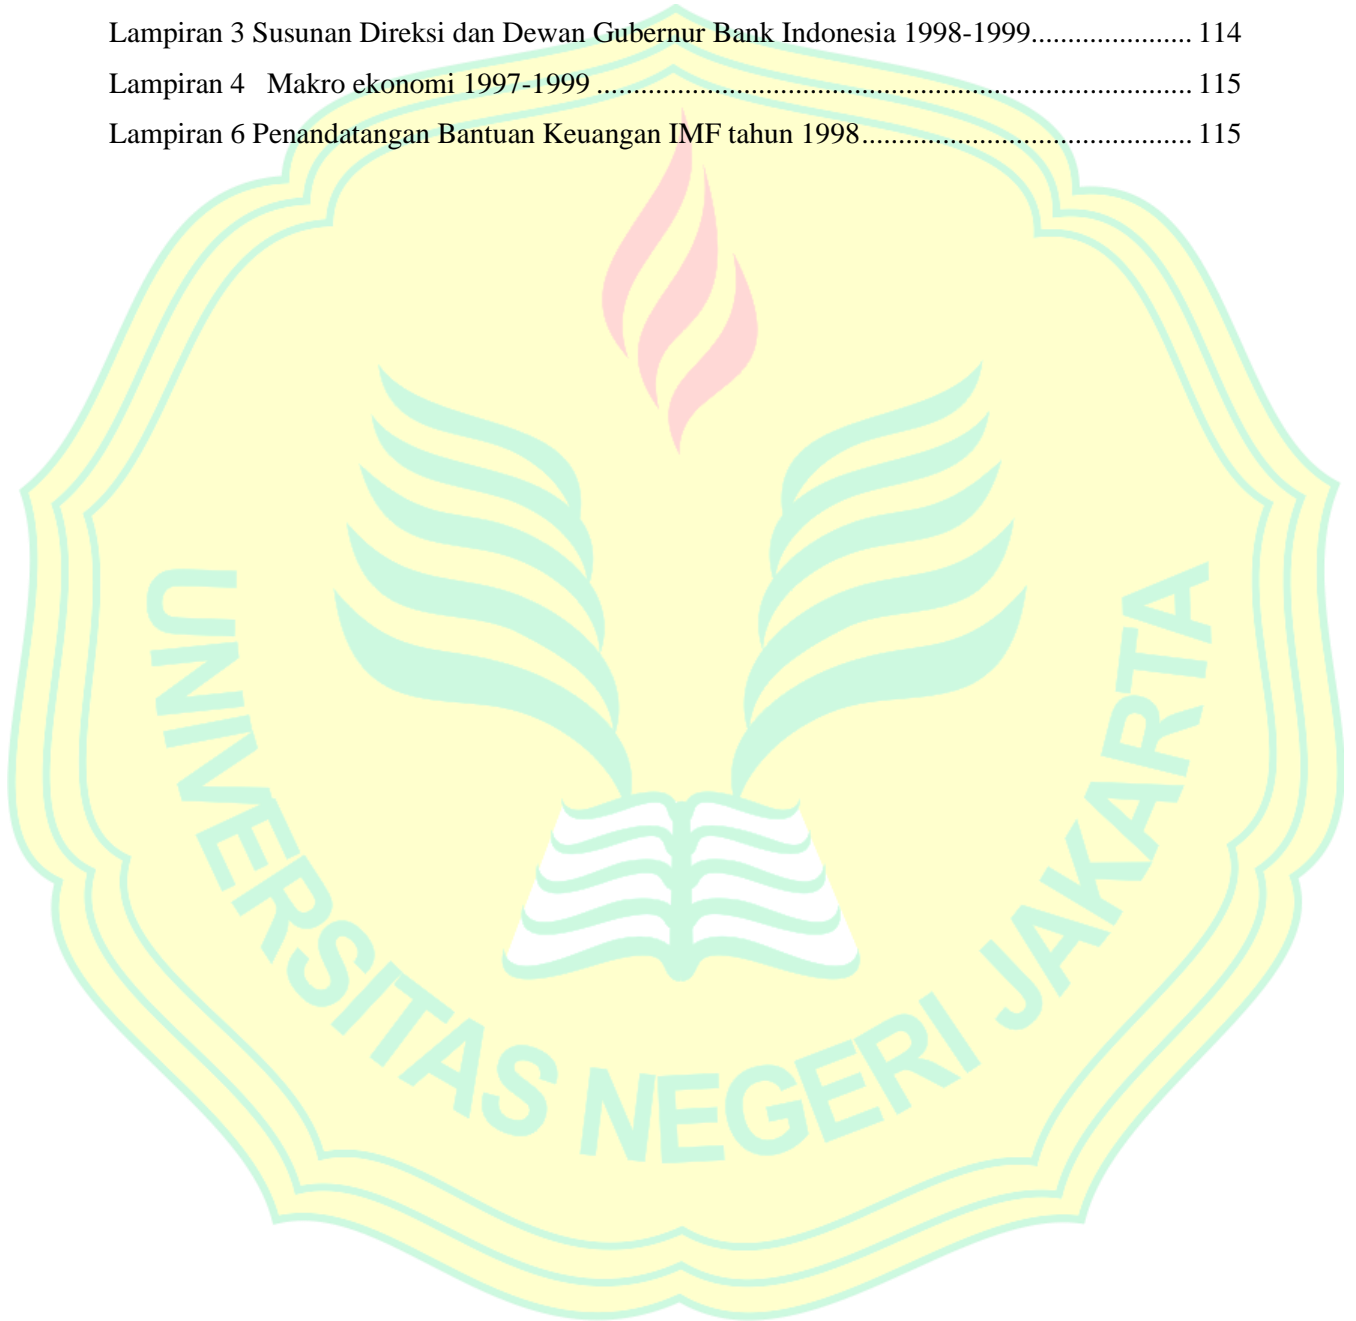 Lampiran 3 Susunan Direksi dan Dewan Gubernur Bank Indonesia 1998-1999...................... 114
Lampiran 4   Makro ekonomi 1997-1999 ................................................................................. 115
Lampiran 6 Penandatangan Bantuan Keuangan IMF tahun 1998............................................. 115
UNIVERSITAS NEGERI JAKARTA